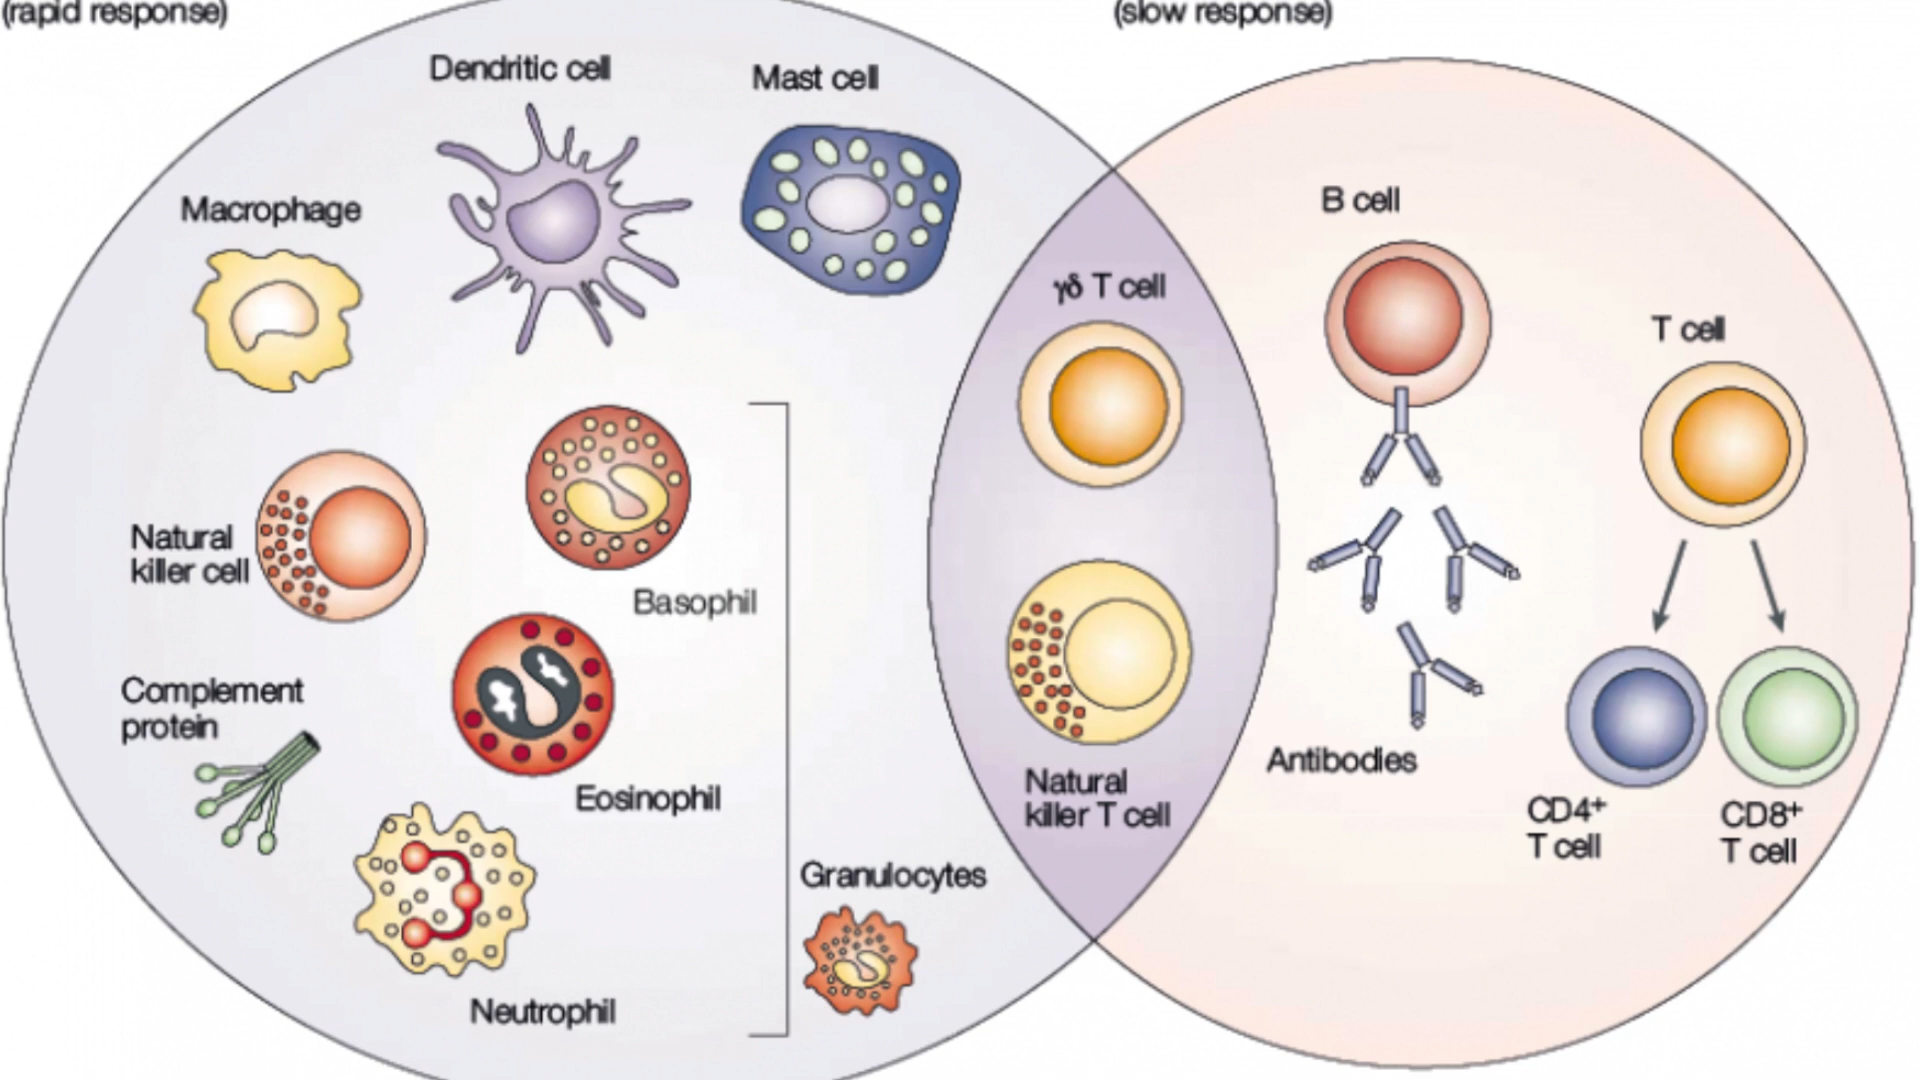 (rapid response)
(slow response)
Dendritic cell
Mast cell
Macrophage
B cell
γδ T cell
T cell
Natural
killer cell
Basophil
Complement
protein
Eosinophil
Antibodies
Natural
killer T cell
CD4+
T cell
CD8+
T cell
Granulocytes
Neutrophil